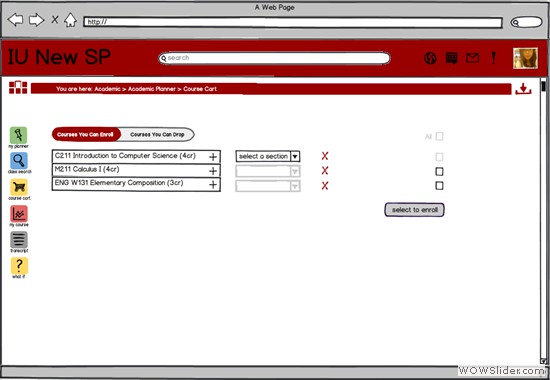 A Web Page
http://
IU New SP
search
You are here: Academic > Academic Planner > Course Cart
Courses You Can Enroll
Courses You Can Drop
All
my planner
C211 Introduction to Computer Science (4cr)
select a section
X
M211 Calculus I (4cr)
X
class search
ENG W131 Elementary Composition (3cr)
X
course cart
select to enroll
my course
transcript
?
what if
WOWSlider.com